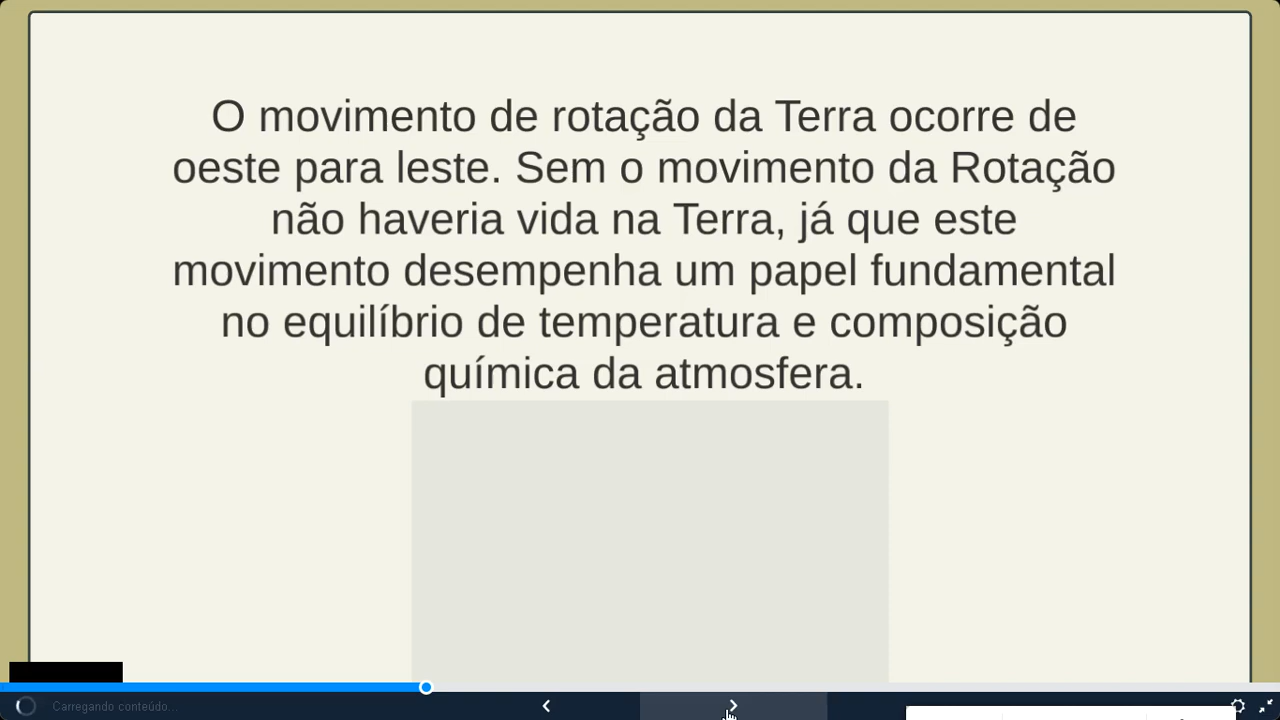 O movimento de rotação da Terra ocorre de
oeste para leste. Sem o movimento da Rotação
não haveria vida na Terra, já que este
movimento desempenha um papel fundamental
no equilíbrio de temperatura e composição
química da atmosfera.
Carregando conteúdo...